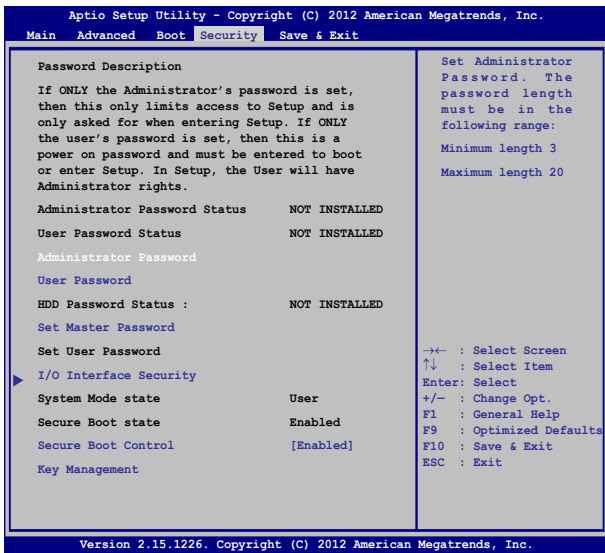 Aptio Setup Utility - Copyright (C) 2012 American Megatrends, Inc.
Main Advanced Boot Security Save & Exit
Password Description
If ONLY the Administrator's password is set,
then this only limits access to Setup and is
only asked for when entering Setup. If ONLY
the user's password is set, then this is a
power on password and must be entered to boot
or enter Setup. In Setup, the User will have
Administrator rights.
Administrator Password Status NOT INSTALLED
User Password Status NOT INSTALLED
Administrator Password
User Password
HDD Password Status : NOT INSTALLED
Set Master Password
Set User Password
I/O Interface Security
System Mode state User
Secure Boot state Enabled
Secure Boot Control [Enabled]
Key Management
Set Administrator
Password. The
password length
must be in the
following range:
Minimum length 3
Maximum length 20
→← : Select Screen
↑↓ : Select Item
Enter: Select
+/— : Change Opt.
F1 : General Help
F9 : Optimized Defaults
F10 : Save & Exit
ESC : Exit
Version 2.15.1226. Copyright (C) 2012 American Megatrends, Inc.